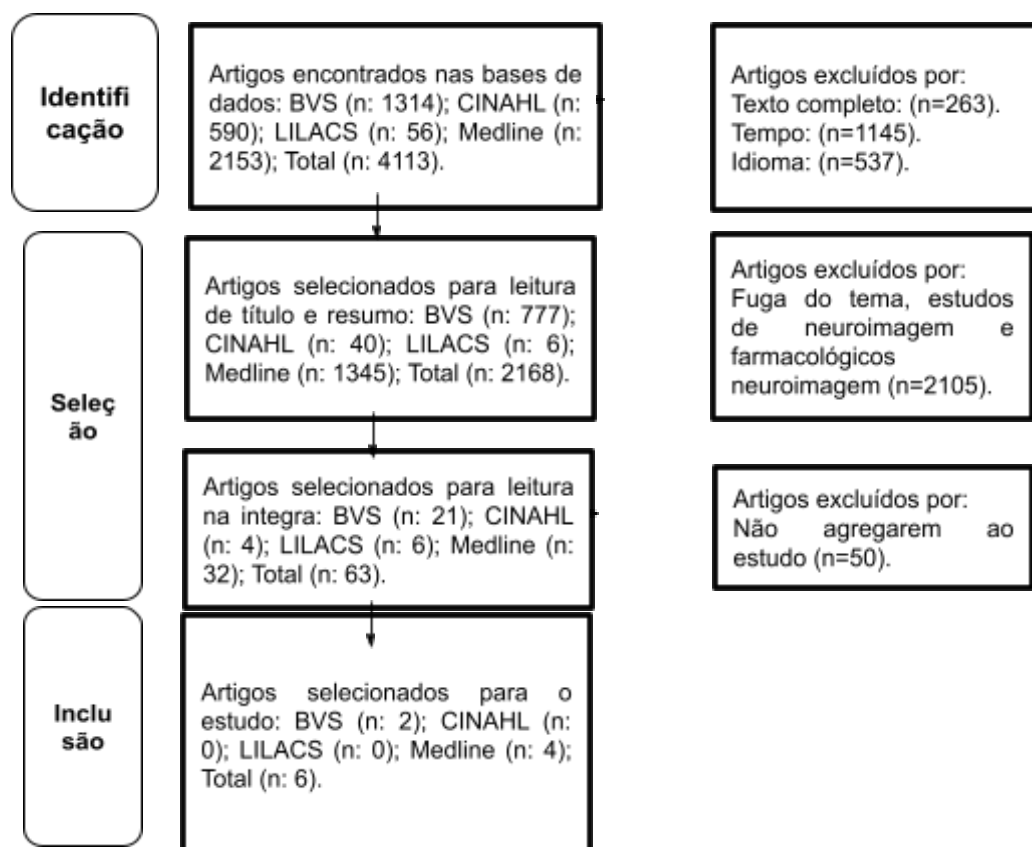 Identifi
cação
Artigos encontrados nas bases de
dados: BVS (n: 1314); CINAHL (n:
590); LILACS (n: 56); Medline (n:
2153); Total (n: 4113).
Artigos excluídos por:
Texto completo: (n=263).
Tempo: (n=1145).
Idioma: (n=537).
Seleç
ão
Artigos selecionados para leitura
de título e resumo: BVS (n: 777);
CINAHL (n: 40); LILACS (n: 6);
Medline (n: 1345); Total (n: 2168).
Artigos excluídos por:
Fuga do tema, estudos
de neuroimagem e
farmacológicos
neuroimagem (n=2105).
Artigos selecionados para leitura
na integra: BVS (n: 21); CINAHL
(n: 4); LILACS (n: 6); Medline (n:
32); Total (n: 63).
Artigos excluídos por:
Não agregarem ao
estudo (n=50).
Inclu
são
Artigos selecionados para o
estudo: BVS (n: 2); CINAHL (n:
0); LILACS (n: 0); Medline (n: 4);
Total (n: 6).